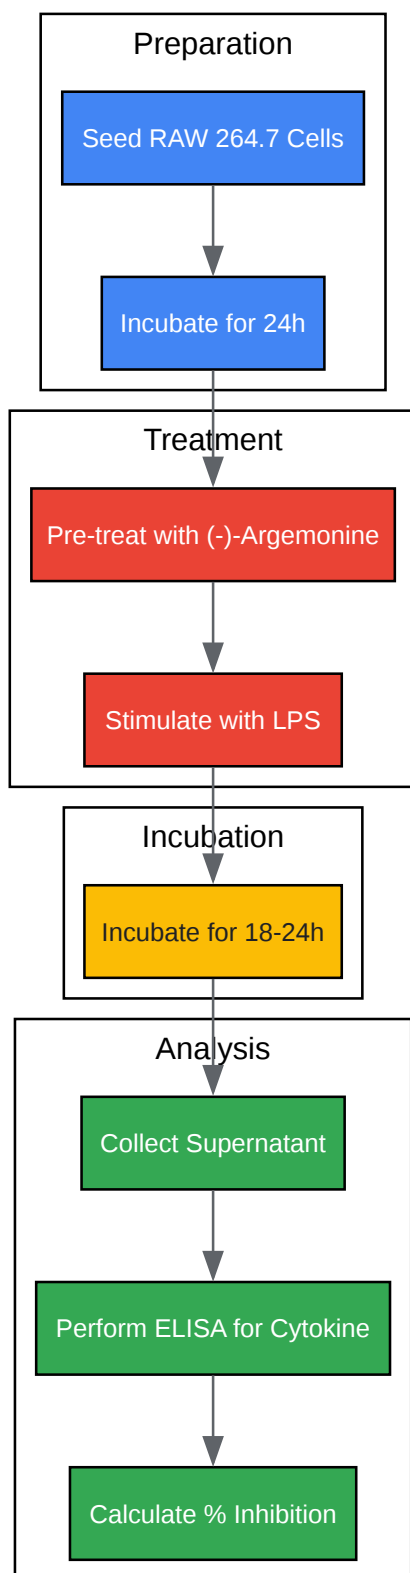 Preparation
Seed RAW 264.7 Cells
Incubate for 24h
Treatment
Pre-treat with (-)-Argemonine
Stimulate with LPS
Incubation
Incubate for 18-24h
Analysis
Collect Supernatant
Perform ELISA for Cytokine
Calculate % Inhibition